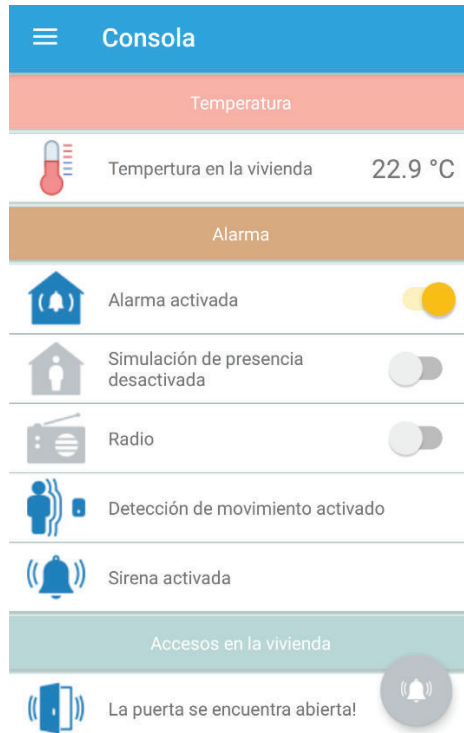 Consola
Temperatura
Tempertura en la vivienda 22.9 °C
Alarma
Alarma activada
Simulación de presencia
desactivada
Radio
Detección de movimiento activado
Sirena activada
Accesos en la vivienda
La puerta se encuentra abierta!